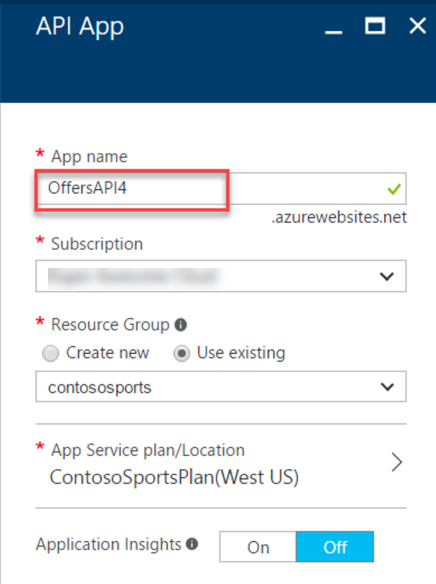 API App
* App name
OffersAPI4
.azurewebsites.net
* Subscription
* Resource Group
Create new Use existing
contososports
* App Service plan/Location
ContosoSportsPlan(West US)
Application Insights On Off